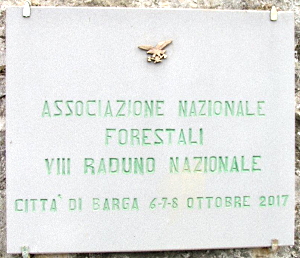 ASSOCIAZIONE NAZIONALE
FORESTALI
VIII RADUNO NAZIONALE
CITTA' DI BARGA 6-7-8 OTTOBRE 2017